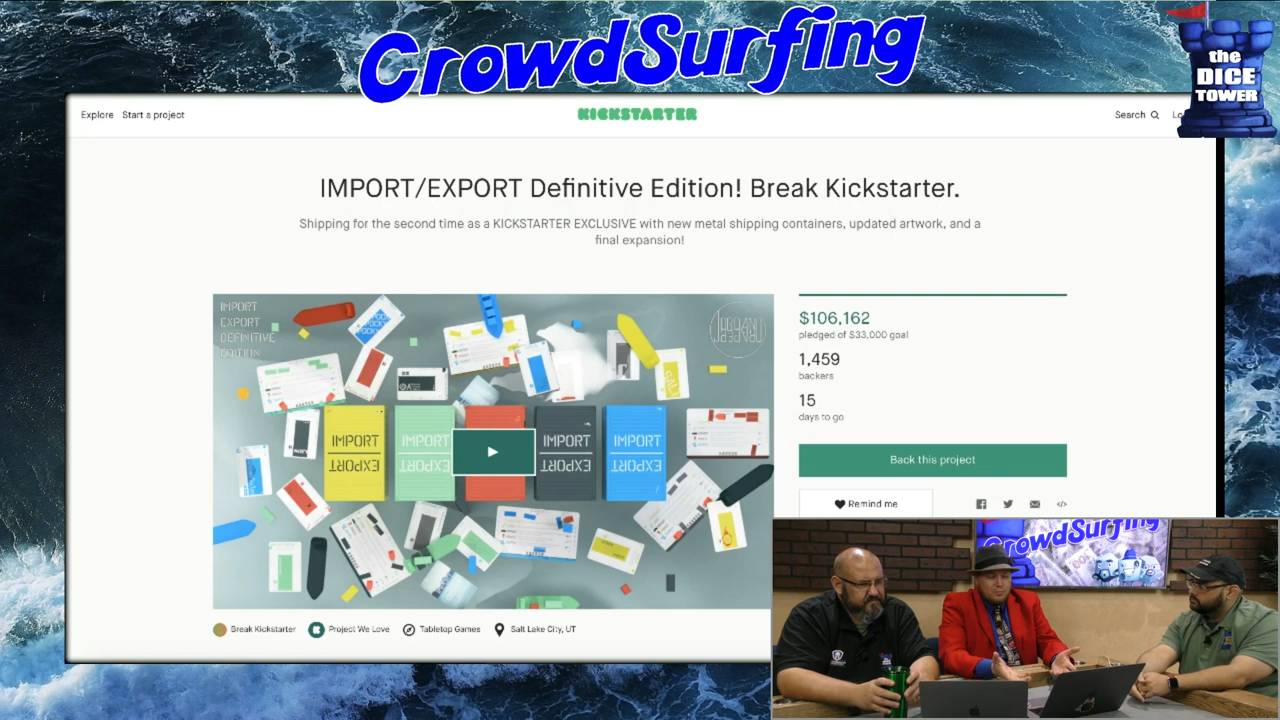 CrowdSurfing
the
DICE
TOWER
Explore Start a project
KICKSTARTER
Search
IMPORT/EXPORT Definitive Edition! Break Kickstarter.
Shipping for the second time as a KICKSTARTER EXCLUSIVE with new metal shipping containers, updated artwork, and a
final expansion!
IMPORT
EXPORT
DEFINITIVE
EDITION
IMPORT
EXPORT
IMPORT
EXPORT
IMPORT
EXPORT
IMPORT
EXPORT
$106,162
pledged of $33,000 goal
1,459
backers
15
days to go
Back this project
Remind me
Break Kickstarter Project We Love Tabletop Games Salt Lake City, UT
CrowdSurfing